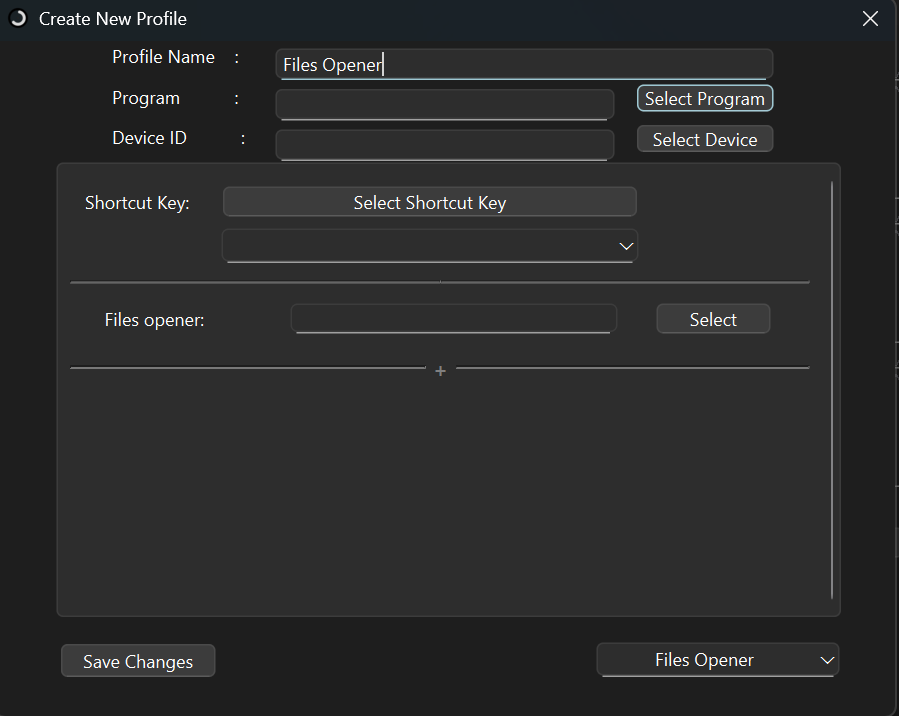 Create New Profile
Profile Name :
Files Opener
Program :
Select Program
Device ID :
Select Device
Shortcut Key:
Select Shortcut Key
Files opener:
Select
+
Save Changes
Files Opener